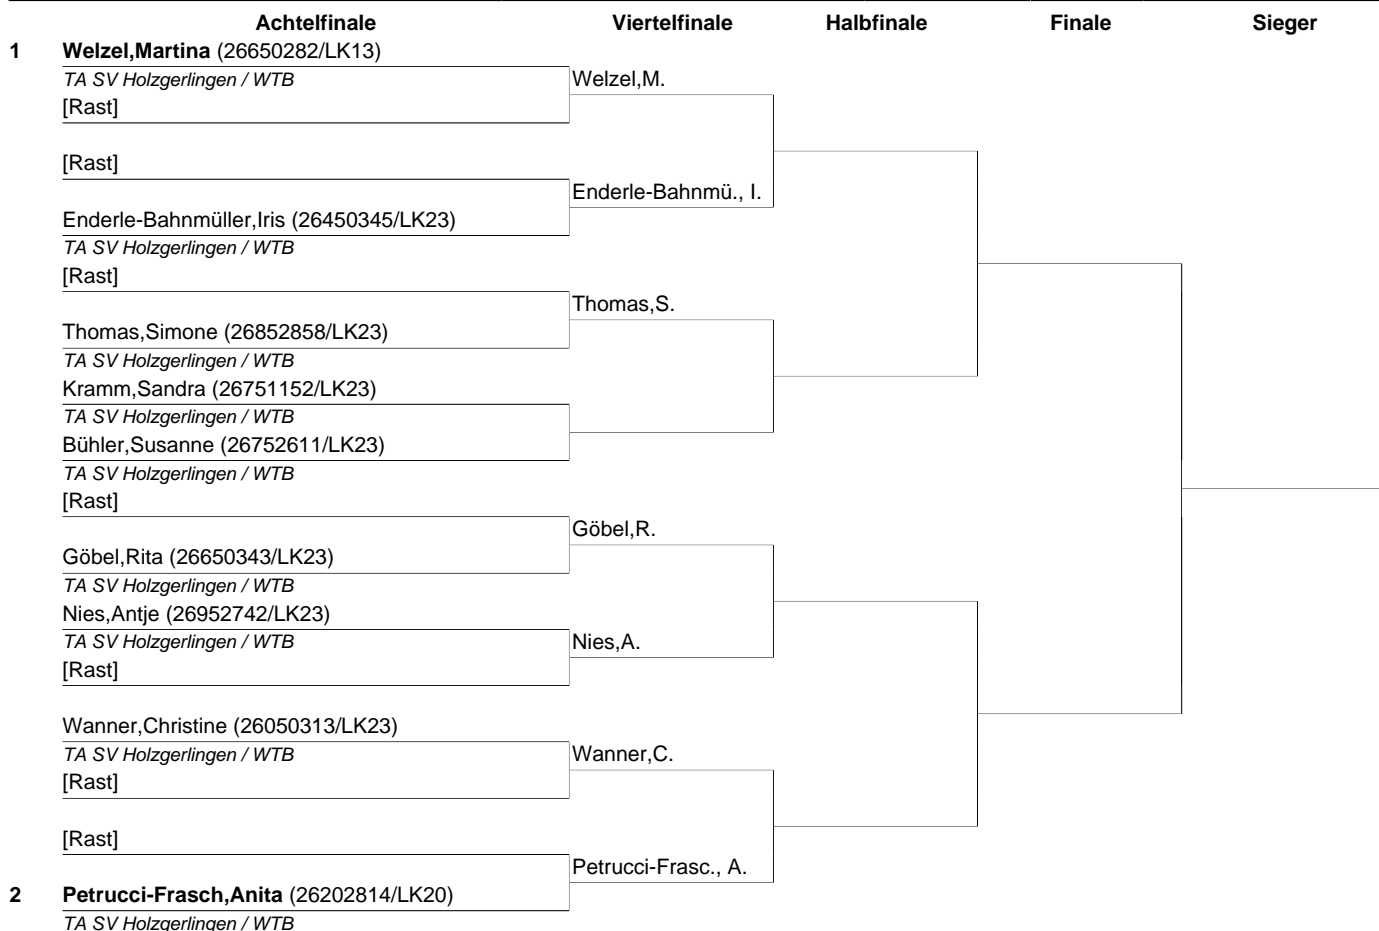 Achtelfinale Viertelfinale Halbfinale Finale Sieger
1 Welzel,Martina (26650282/LK13)
TA SV Holzgerlingen / WTB Welzel,M.
[Rast]
[Rast]
Enderle-Bahnmü., I.
Enderle-Bahnmüller,Iris (26450345/LK23)
TA SV Holzgerlingen / WTB
[Rast]
Thomas,S.
Thomas,Simone (26852858/LK23)
TA SV Holzgerlingen / WTB
Kramm,Sandra (26751152/LK23)
TA SV Holzgerlingen / WTB
Bühler,Susanne (26752611/LK23)
TA SV Holzgerlingen / WTB
[Rast]
Göbel,R.
Göbel,Rita (26650343/LK23)
TA SV Holzgerlingen / WTB
Nies,Antje (26952742/LK23)
TA SV Holzgerlingen / WTB Nies,A.
[Rast]
Wanner,Christine (26050313/LK23)
TA SV Holzgerlingen / WTB Wanner,C.
[Rast]
[Rast]
Petrucci-Frasc., A.
2 Petrucci-Frasch,Anita (26202814/LK20)
TA SV Holzgerlingen / WTB